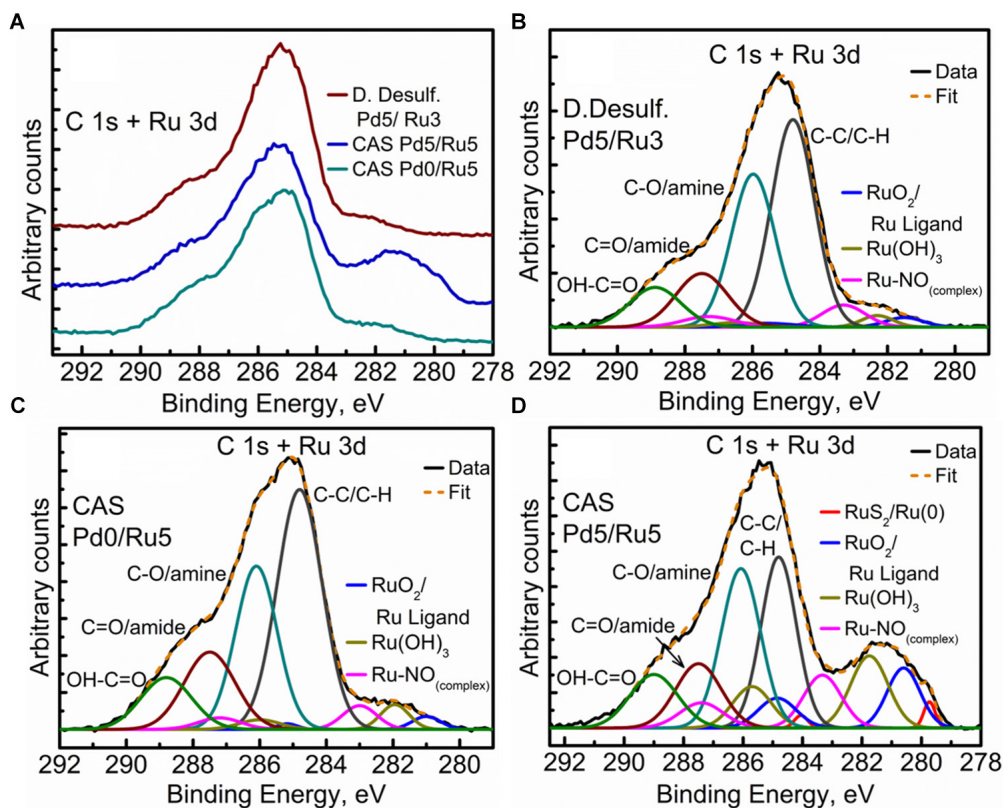 A
C 1s + Ru 3d
D. Desulf.
Pd5/ Ru3
CAS Pd5/Ru5
CAS Pd0/Ru5
Arbitrary counts
292 290 288 286 284 282 280 278
Binding Energy, eV
B
C 1s + Ru 3d
D.Desulf.
Pd5/Ru3
Data
Fit
C-C/C-H
C-O/amine
C=O/amide
OH-C=O
RuO2/
Ru Ligand
Ru(OH)3
Ru-NO(complex)
Arbitrary counts
290 288 286 284 282 280
Binding Energy, eV
C
C 1s + Ru 3d
CAS
Pd0/Ru5
Data
Fit
C-C/C-H
C-O/amine
C=O/amide
OH-C=O
RuO2/
Ru Ligand
Ru(OH)3
Ru-NO(complex)
Arbitrary counts
292 290 288 286 284 282 280
Binding Energy, eV
D
C 1s + Ru 3d
CAS
Pd5/Ru5
Data
Fit
C-C/
C-H
C-O/amine
C=O/amide
OH-C=O
RuS2/Ru(0)
RuO2/
Ru Ligand
Ru(OH)3
Ru-NO(complex)
Arbitrary counts
292 290 288 286 284 282 280 278
Binding Energy, eV